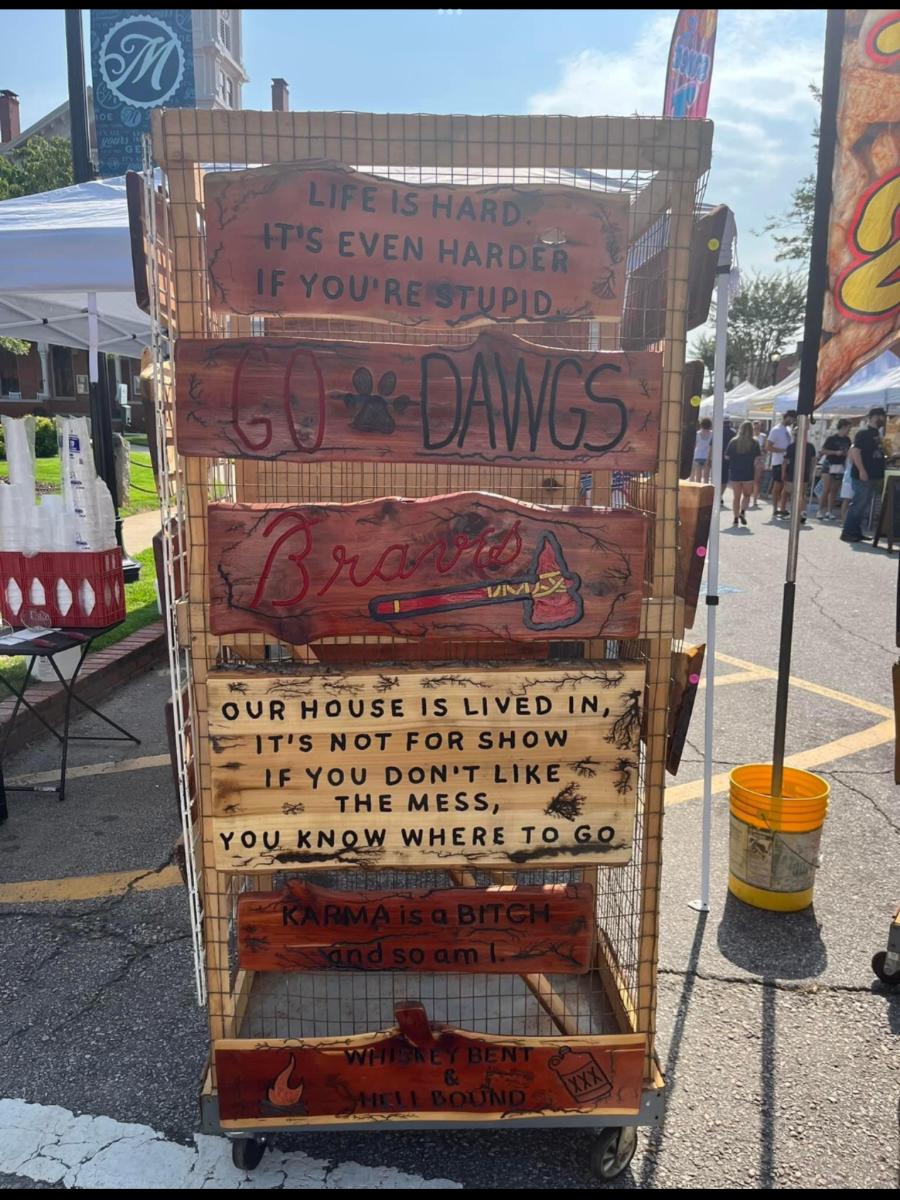 M
LIFE IS HARD.
IT'S EVEN HARDER
IF YOU'RE STUPID.
GO DAWGS
Braves
OUR HOUSE IS LIVED IN,
IT'S NOT FOR SHOW
IF YOU DON'T LIKE
THE MESS,
YOU KNOW WHERE TO GO
KARMA is a BITCH
and so am I.
WHISKEY BENT
&
HELL BOUND
XXX